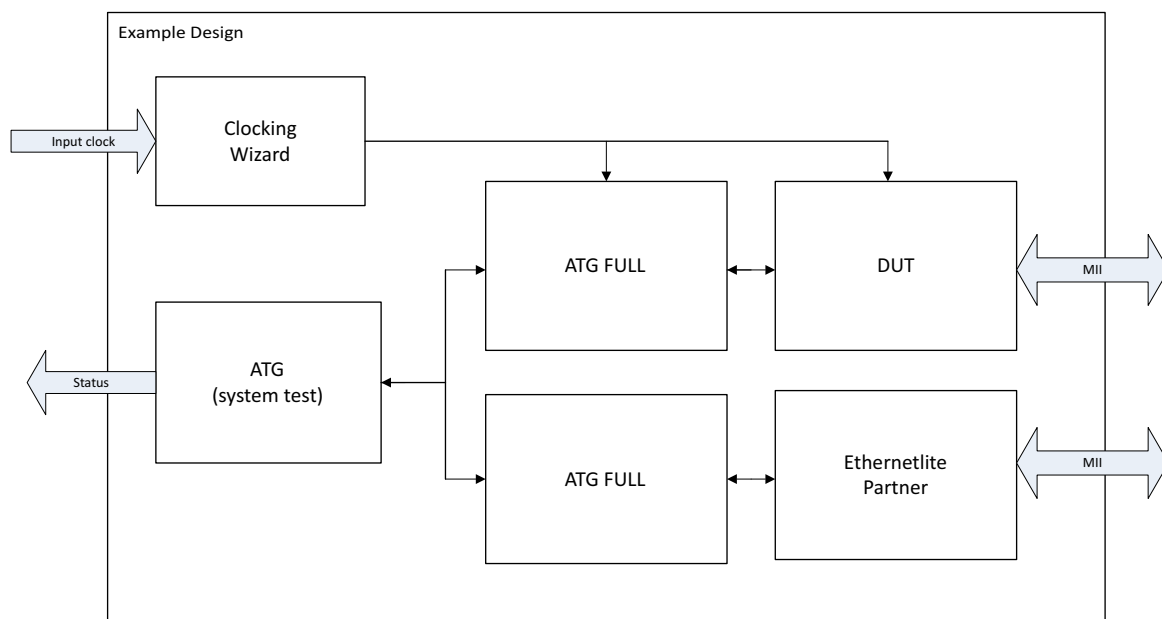 Example Design
Input clock
Clocking
Wizard
ATG FULL
DUT
MII
ATG
(system test)
Status
ATG FULL
Ethernetlite
Partner
MII